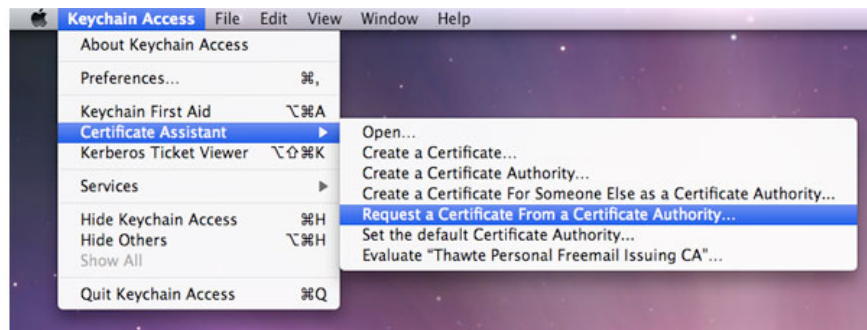 Keychain Access File Edit View Window Help
About Keychain Access
Preferences... ⌘,
Keychain First Aid ⌥⌘A
Certificate Assistant ▶
Kerberos Ticket Viewer ⌥⇧⌘K
Services ▶
Hide Keychain Access ⌘H
Hide Others ⌥⌘H
Show All
Quit Keychain Access ⌘Q
Open...
Create a Certificate...
Create a Certificate Authority...
Create a Certificate For Someone Else as a Certificate Authority...
Request a Certificate From a Certificate Authority...
Set the default Certificate Authority...
Evaluate "Thawte Personal Freemail Issuing CA"...